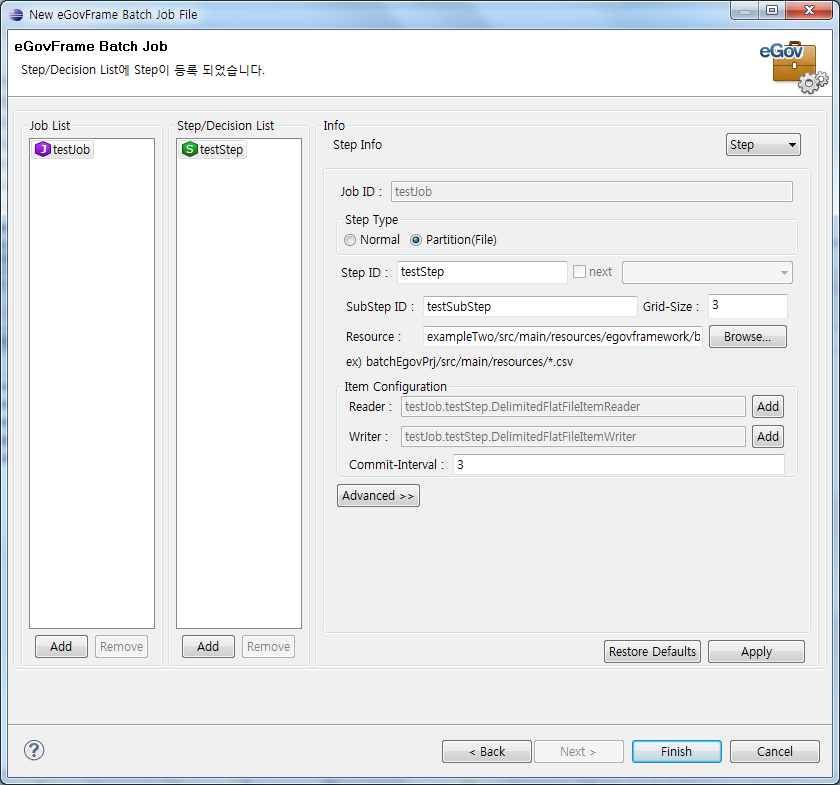 New eGovFrame Batch Job File
eGovFrame Batch Job
Step/Decision List에 Step이 등록 되었습니다.
eGov
Job List
J testJob
Add Remove
Step/Decision List
S testStep
Add Remove
Info
Step Info Step
Job ID : testJob
Step Type
Normal Partition(File)
Step ID : testStep next
SubStep ID : testSubStep Grid-Size : 3
Resource : exampleTwo/src/main/resources/egovframework/b Browse...
ex) batchEgovPrj/src/main/resources/*.csv
Item Configuration
Reader : testJob.testStep.DelimitedFlatFileItemReader Add
Writer : testJob.testStep.DelimitedFlatFileItemWriter Add
Commit-Interval : 3
Advanced >>
Restore Defaults Apply
? < Back Next > Finish Cancel